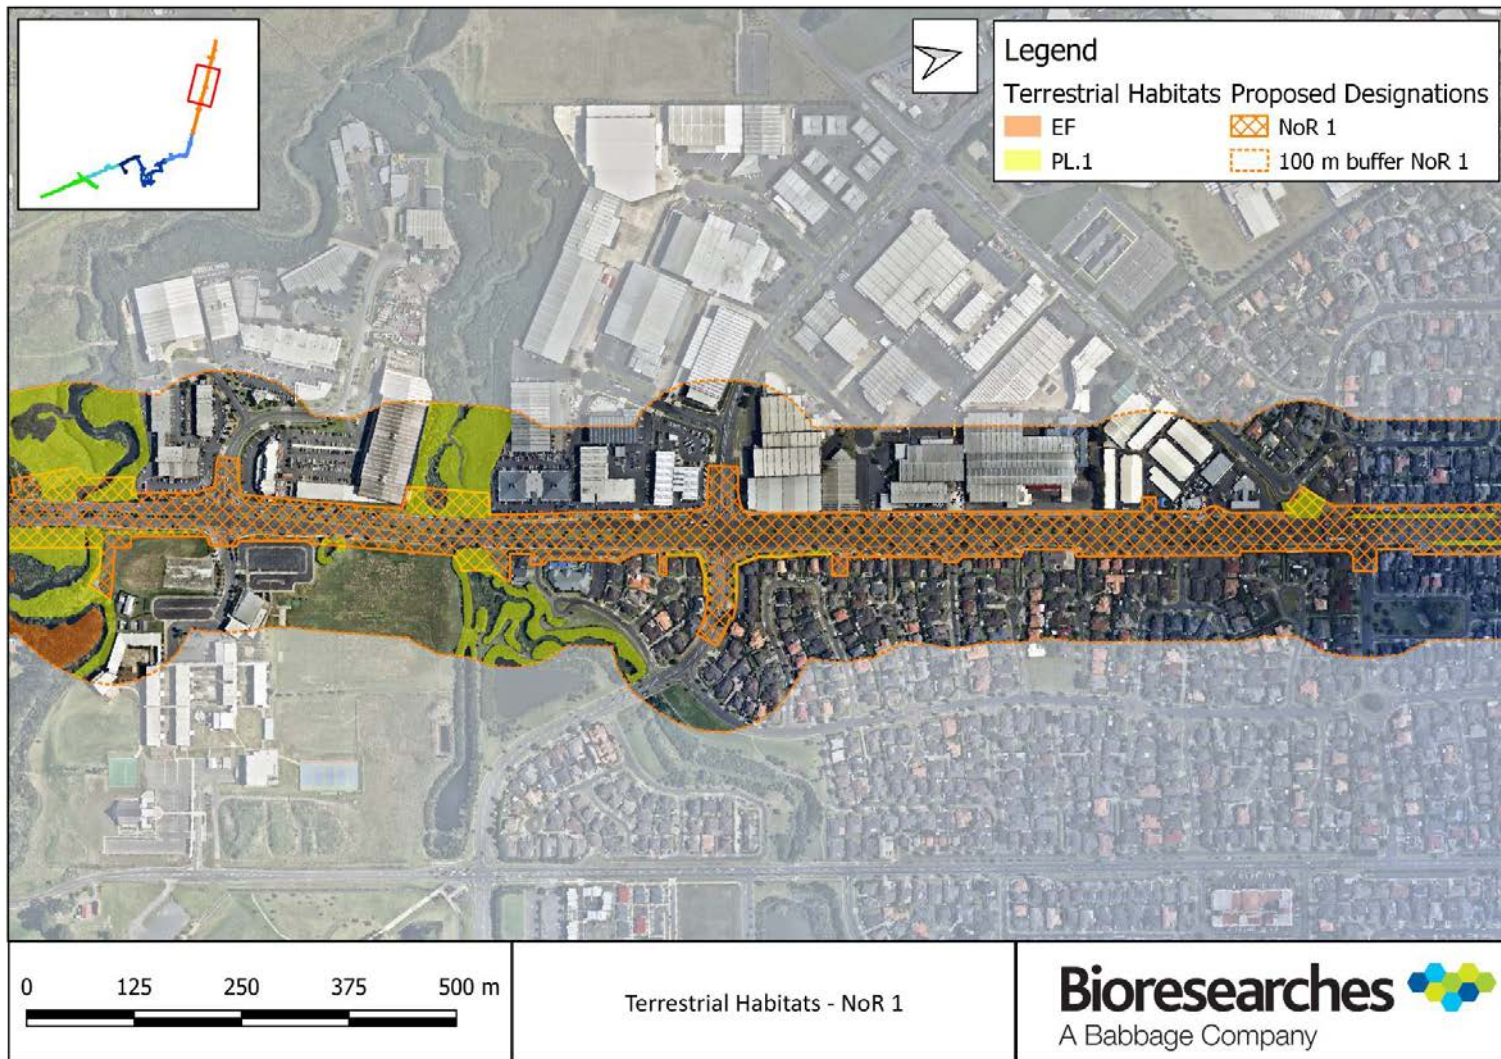 Legend
Terrestrial Habitats Proposed Designations
EF NoR 1
PL.1 100 m buffer NoR 1
0 125 250 375 500 m
Terrestrial Habitats - NoR 1
Bioresearches
A Babbage Company